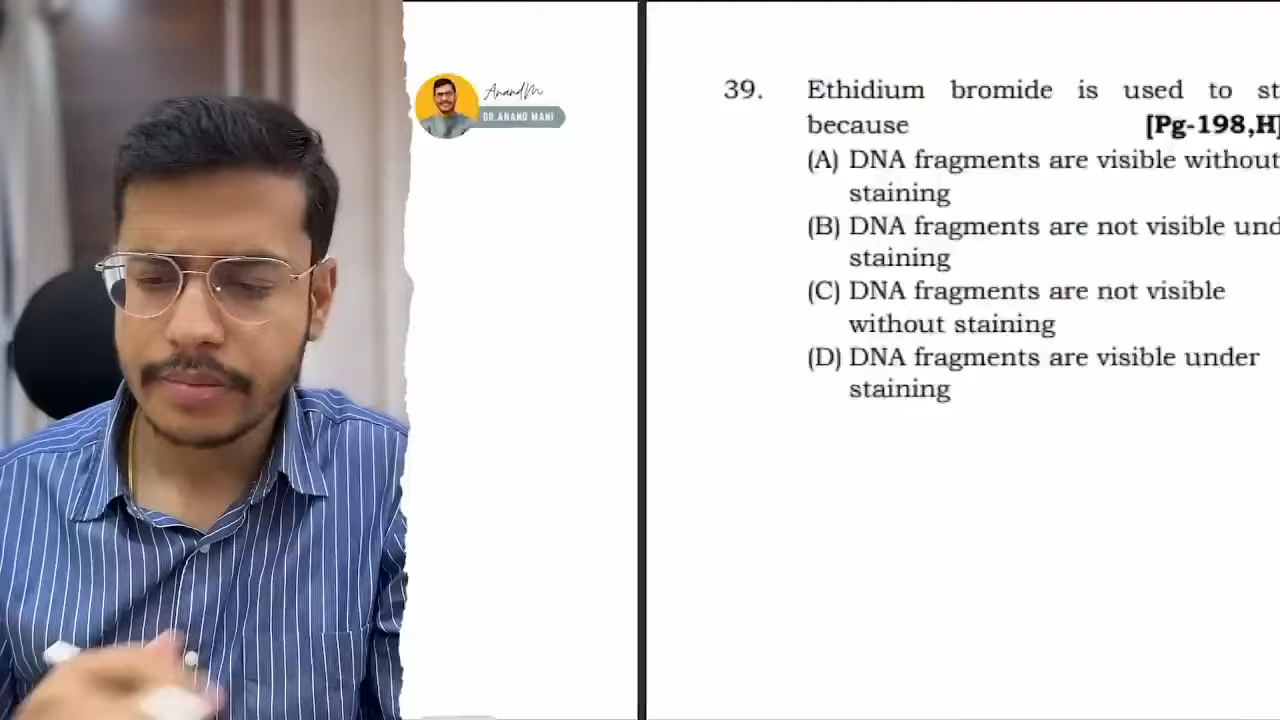 AnandM
DR.ANAND MANI
39. Ethidium bromide is used to
because [Pg-198,H]
(A) DNA fragments are visible without
staining
(B) DNA fragments are not visible
staining
(C) DNA fragments are not visible
without staining
(D) DNA fragments are visible under
staining